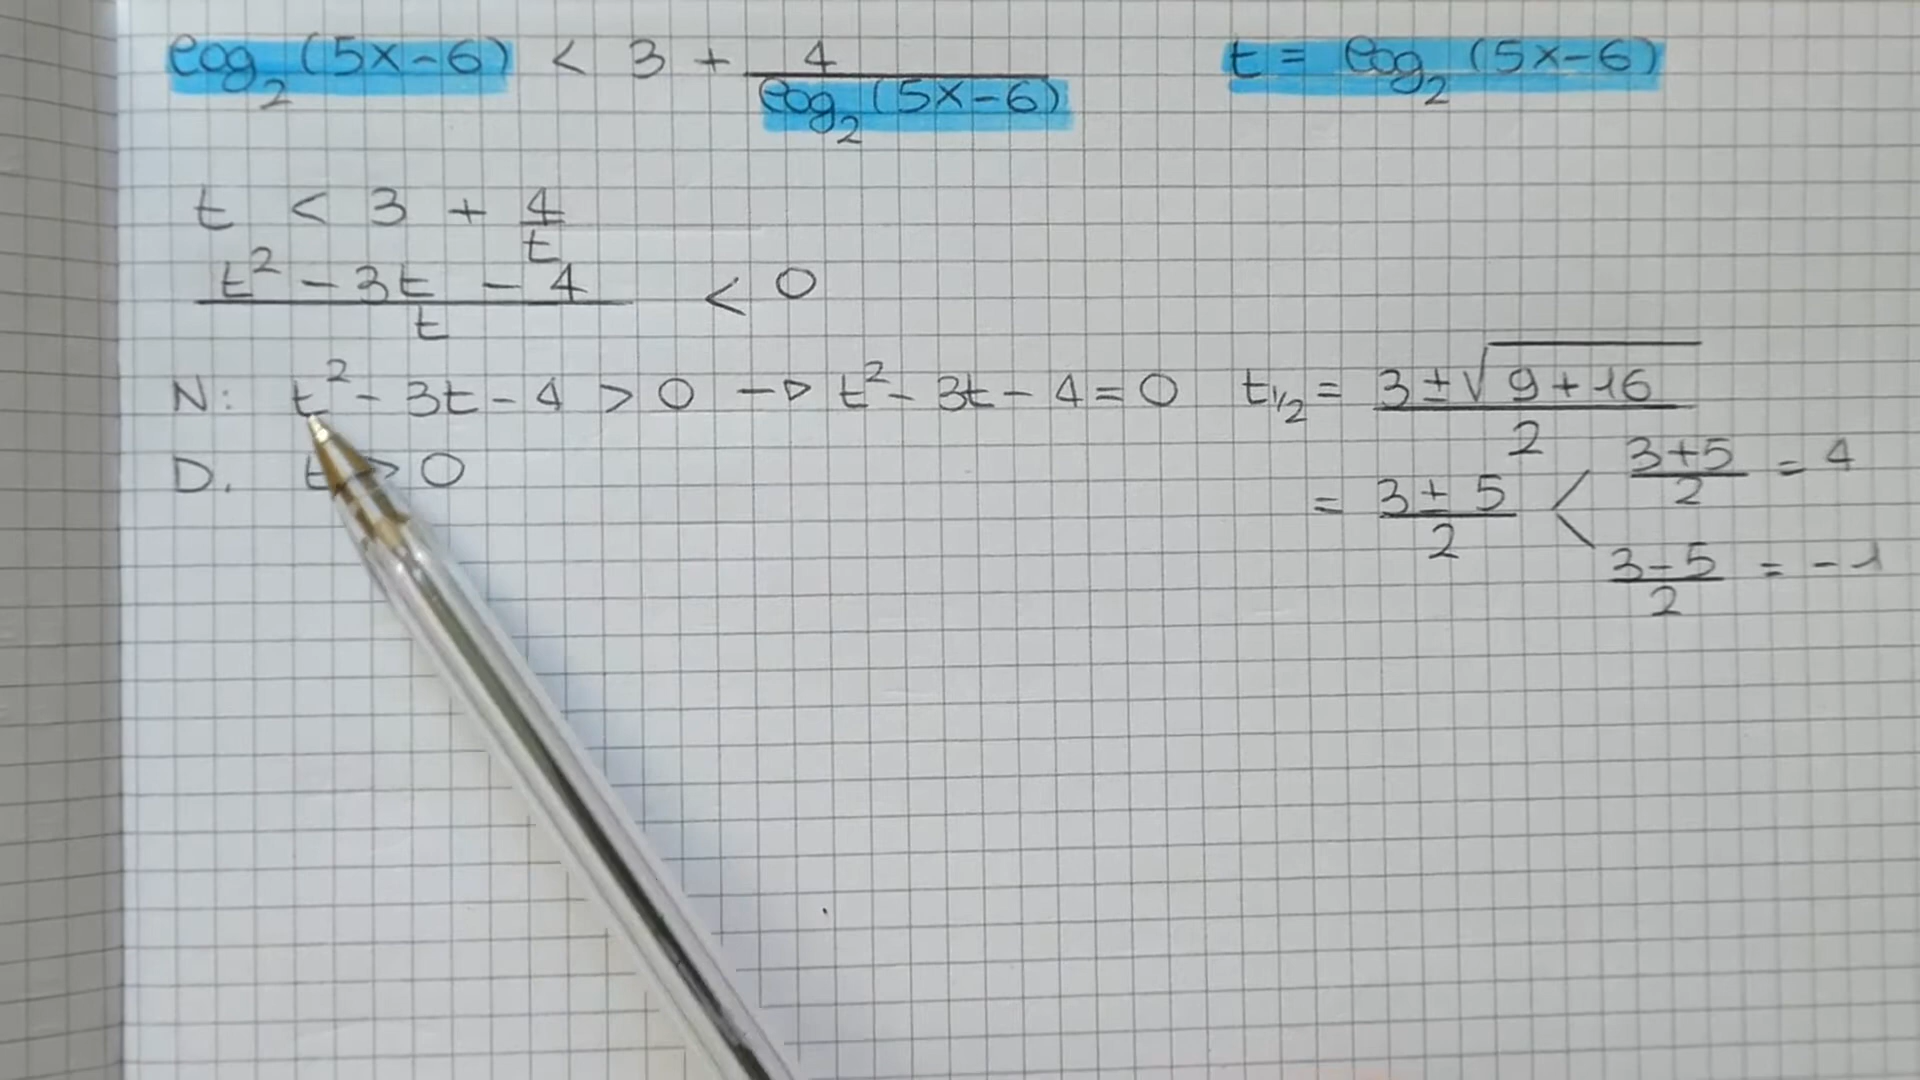 log₂(5x-6) < 3 + 4/log₂(5x-6)    t = log₂(5x-6)
t < 3 + 4/t
(t² - 3t - 4)/t < 0
N: t² - 3t - 4 > 0 → t² - 3t - 4 = 0    t₁/₂ = (3 ± √(9+16))/2
D. t > 0
= (3 ± 5)/2 < (3+5)/2 = 4
(3-5)/2 = -1